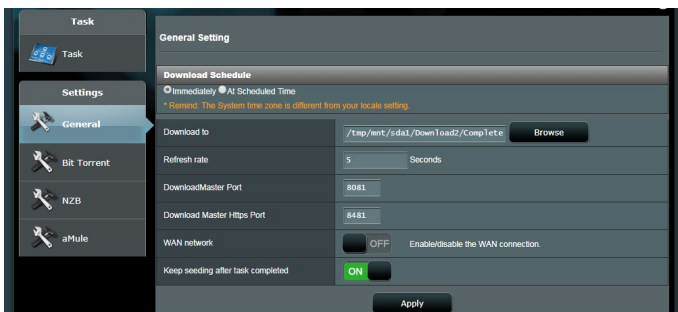 Task
Task
Settings
General
Bit Torrent
NZB
aMule
General Setting
Download Schedule
Immediately At Scheduled Time
* Remind: The System time zone is different from your locale setting.
Download to /tmp/mnt/sda1/Download2/Complete Browse
Refresh rate 5 Seconds
DownloadMaster Port 8081
Download Master Https Port 8481
WAN network OFF Enable/disable the WAN connection.
Keep seeding after task completed ON
Apply